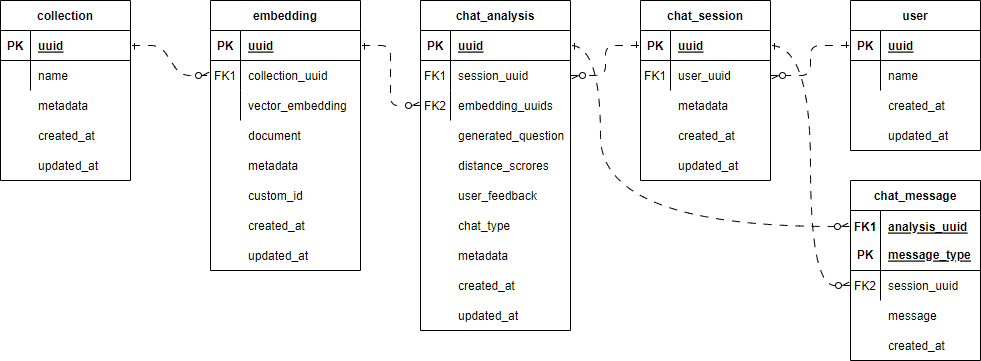 collection
PK uuid
name
metadata
created_at
updated_at
embedding
PK uuid
FK1 collection_uuid
vector_embedding
document
metadata
custom_id
created_at
updated_at
chat_analysis
PK uuid
FK1 session_uuid
FK2 embedding_uuids
generated_question
distance_scrores
user_feedback
chat_type
metadata
created_at
updated_at
chat_session
PK uuid
FK1 user_uuid
metadata
created_at
updated_at
user
PK uuid
name
created_at
updated_at
chat_message
FK1 analysis_uuid
PK message_type
FK2 session_uuid
message
created_at